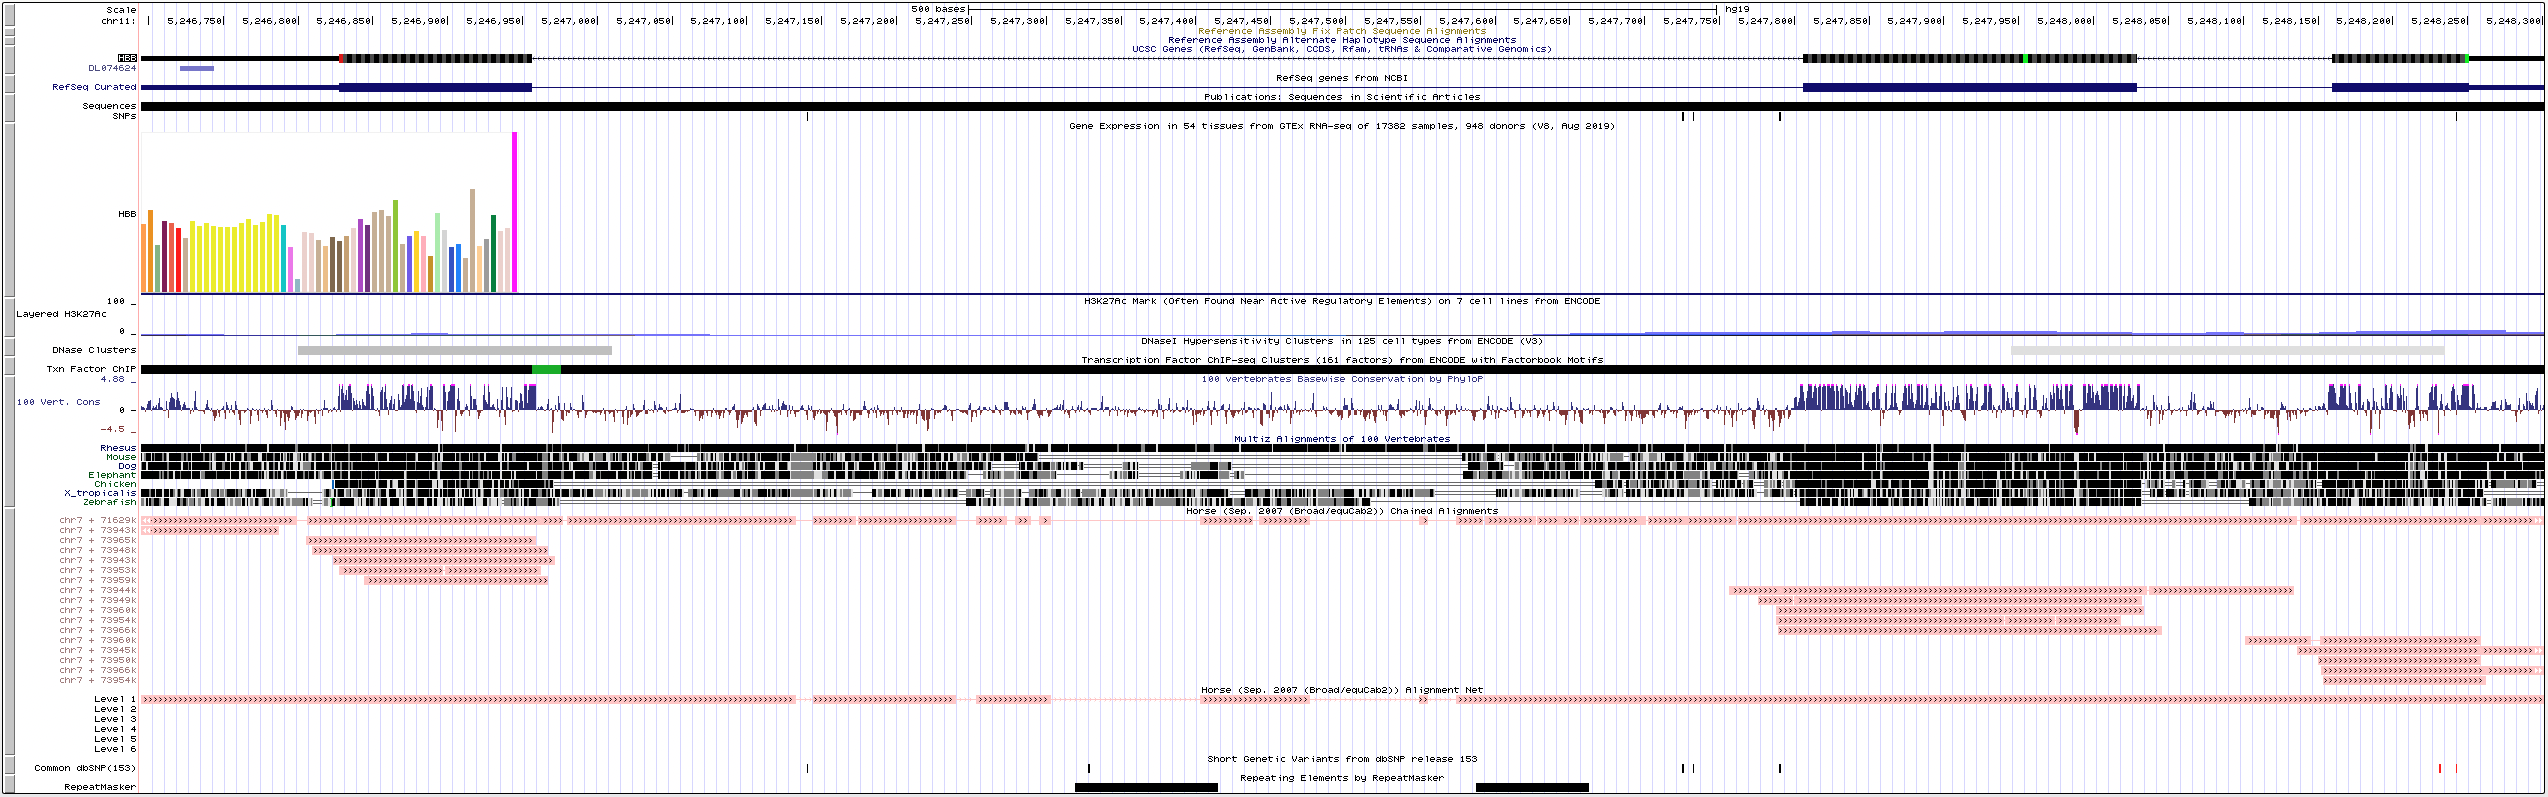 Scale 500 bases hg19
chr11: 5,246,750 5,246,800 5,246,850 5,246,900 5,246,950 5,247,000 5,247,050 5,247,100 5,247,150 5,247,200 5,247,250 5,247,300 5,247,350 5,247,400 5,247,450 5,247,500 5,247,550 5,247,600 5,247,650 5,247,700 5,247,750 5,247,800 5,247,850 5,247,900 5,247,950 5,248,000 5,248,050 5,248,100 5,248,150 5,248,200 5,248,250 5,248,300
Reference Assembly Fix Patch Sequence Alignments
Reference Assembly Alternate Haplotype Sequence Alignments
UCSC Genes (RefSeq, GenBank, CCDS, Rfam, tRNAs & Comparative Genomics)
HBB
DL074624
RefSeq genes from NCBI
RefSeq Curated
Publications: Sequences in Scientific Articles
Sequences
SNPs
Gene Expression in 54 tissues from GTEx RNA-seq of 17382 samples, 948 donors (V8, Aug 2019)
HBB
H3K27Ac Mark (Often Found Near Active Regulatory Elements) on 7 cell lines from ENCODE
100 _
Layered H3K27Ac
0 _
DNaseI Hypersensitivity Clusters in 125 cell types from ENCODE (V3)
DNase Clusters
Transcription Factor ChIP-seq Clusters (161 factors) from ENCODE with Factorbook Motifs
Txn Factor ChIP
100 vertebrates Basewise Conservation by PhyloP
4.88 _
100 Vert. Cons
0 _
-4.5 _
Multiz Alignments of 100 Vertebrates
Rhesus
Mouse
Dog
Elephant
Chicken
X_tropicalis
Zebrafish
Horse (Sep. 2007 (Broad/equCab2)) Chained Alignments
chr7 + 71629k
chr7 + 73943k
chr7 + 73965k
chr7 + 73948k
chr7 + 73943k
chr7 + 73953k
chr7 + 73959k
chr7 + 73944k
chr7 + 73949k
chr7 + 73960k
chr7 + 73954k
chr7 + 73966k
chr7 + 73960k
chr7 + 73945k
chr7 + 73950k
chr7 + 73966k
chr7 + 73954k
Horse (Sep. 2007 (Broad/equCab2)) Alignment Net
Level 1
Level 2
Level 3
Level 4
Level 5
Level 6
Short Genetic Variants from dbSNP release 153
Common dbSNP(153)
Repeating Elements by RepeatMasker
RepeatMasker